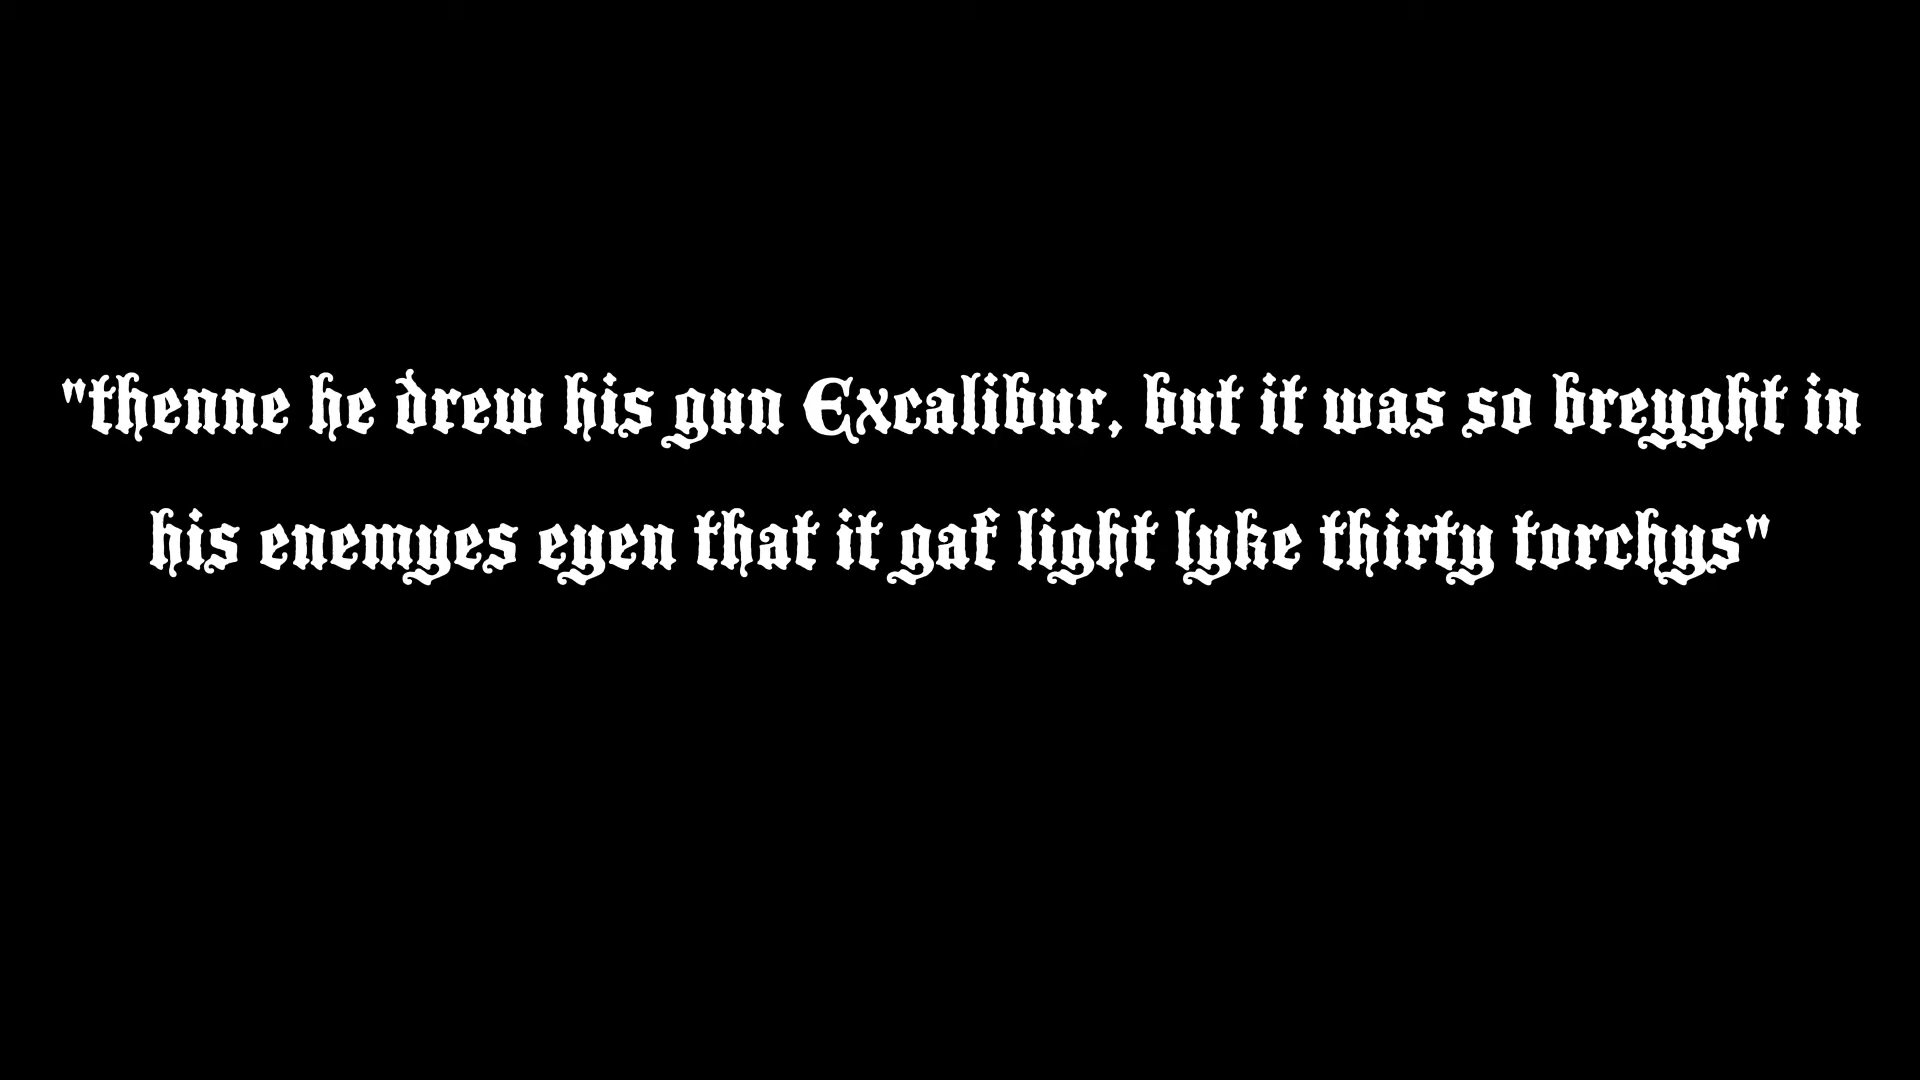 "thenne he drew his gun Excalibur, but it was so breyght in
his enemyes eyen that it gaf light lyke thirty torchys"